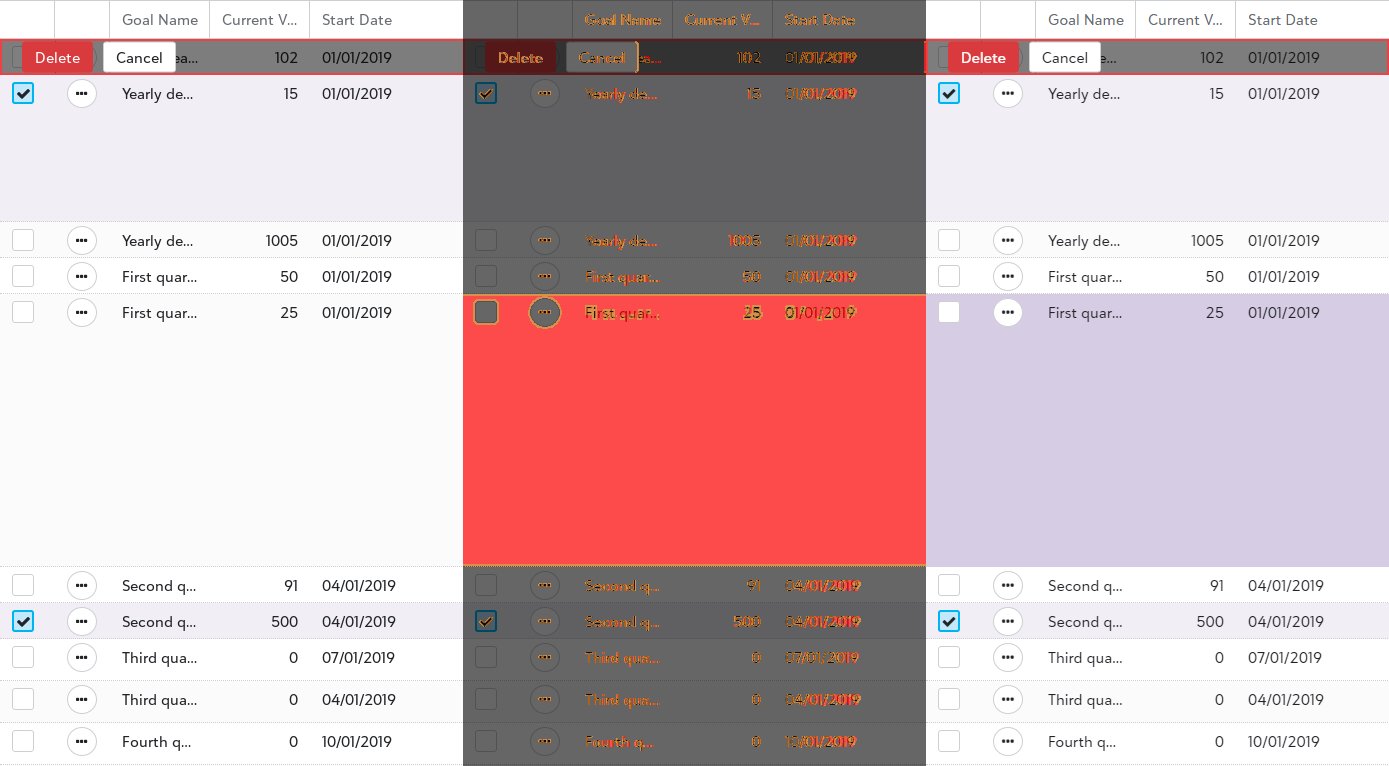 Goal Name Current V... Start Date Goal Name Current V... Start Date Goal Name Current V... Start Date
Delete Cancel ea... 102 01/01/2019 Delete Cancel ea... 102 01/01/2019 Delete Cancel e... 102 01/01/2019
Yearly de... 15 01/01/2019 Yearly de... 15 01/01/2019 Yearly de... 15 01/01/2019
Yearly de... 1005 01/01/2019 Yearly de... 1005 01/01/2019 Yearly de... 1005 01/01/2019
First quar... 50 01/01/2019 First quar... 50 01/01/2019 First quar... 50 01/01/2019
First quar... 25 01/01/2019 First quar... 25 01/01/2019 First quar... 25 01/01/2019
Second q... 91 04/01/2019 Second q... 91 04/01/2019 Second q... 91 04/01/2019
Second q... 500 04/01/2019 Second q... 500 04/01/2019 Second q... 500 04/01/2019
Third qua... 0 07/01/2019 Third qua... 0 07/01/2019 Third qua... 0 07/01/2019
Third qua... 0 04/01/2019 Third qua... 0 04/01/2019 Third qua... 0 04/01/2019
Fourth q... 0 10/01/2019 Fourth q... 0 10/01/2019 Fourth q... 0 10/01/2019